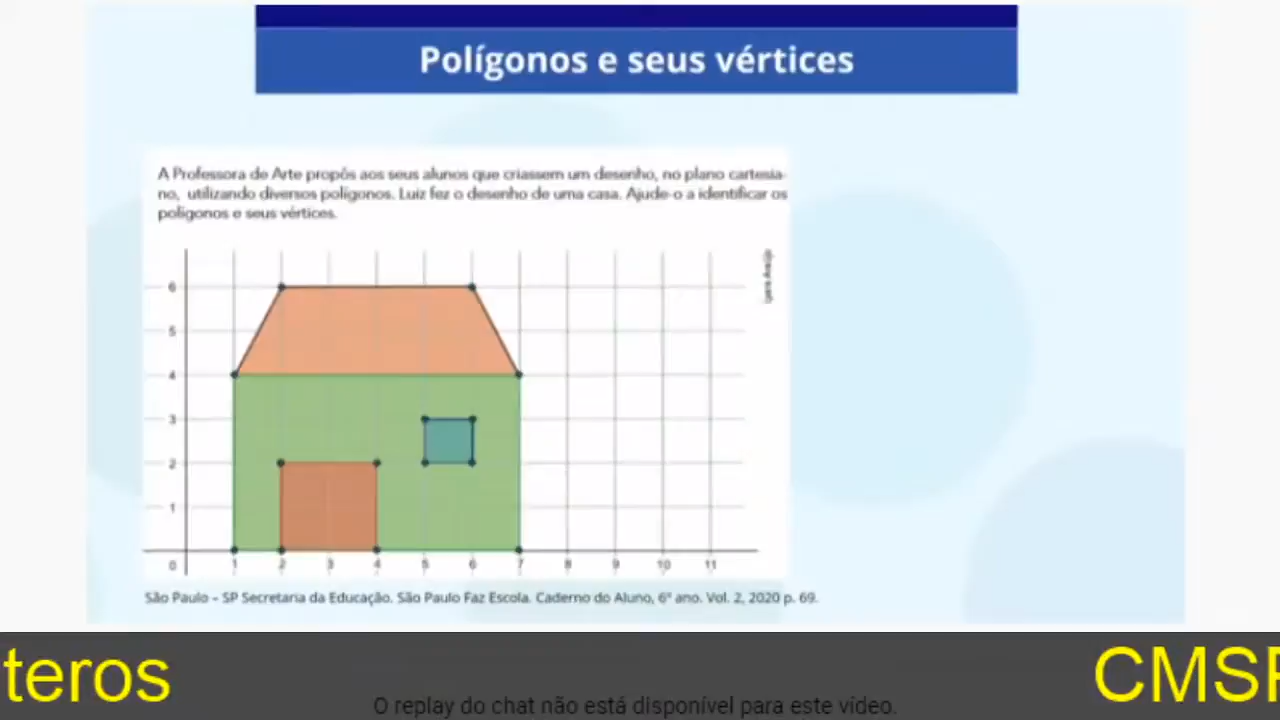 Polígonos e seus vértices
A Professora de Arte propôs aos seus alunos que criassem um desenho, no plano cartesia-
no, utilizando diversos polígonos. Luiz fez o desenho de uma casa. Ajude-o a identificar os
polígonos e seus vértices.
6
5
4
3
2
1
0 1 2 3 4 5 6 7 8 9 10 11
São Paulo – SP Secretaria da Educação. São Paulo Faz Escola. Caderno do Aluno, 6º ano. Vol. 2, 2020 p. 69.
teros CMSP
O replay do chat não está disponível para este vídeo.